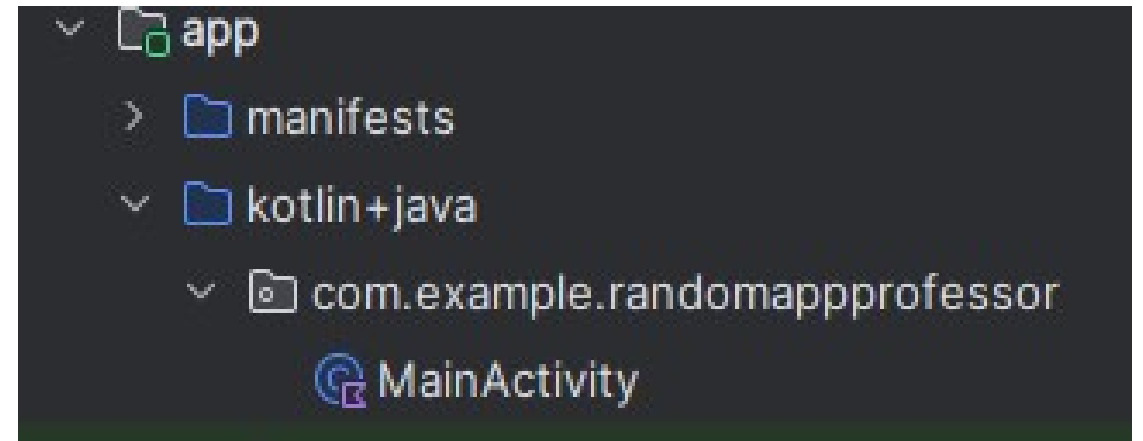 app
manifests
kotlin+java
com.example.randomappprofessor
MainActivity